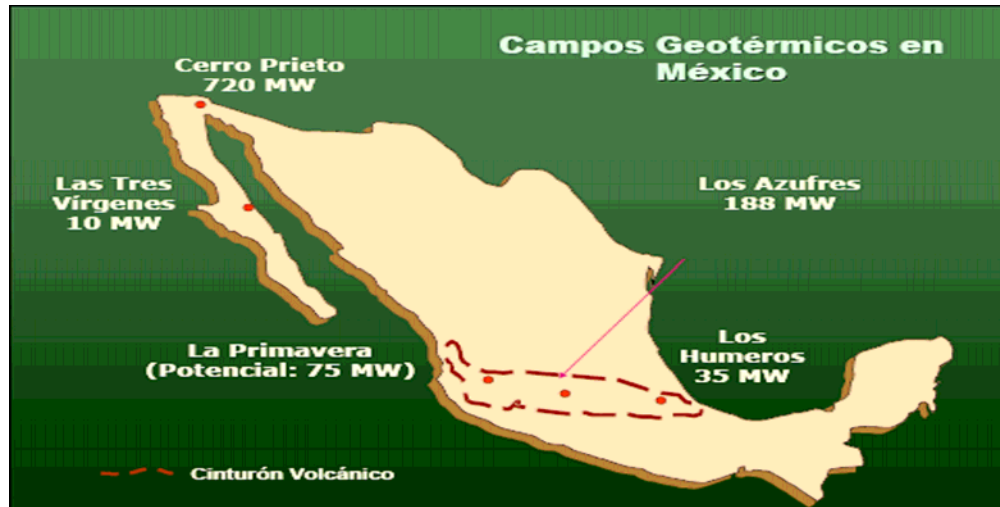 Campos Geotérmicos en
México
Cerro Prieto
720 MW
Las Tres
Vírgenes
10 MW
Los Azufres
188 MW
La Primavera
(Potencial: 75 MW)
Los
Humeros
35 MW
Cinturón Volcánico